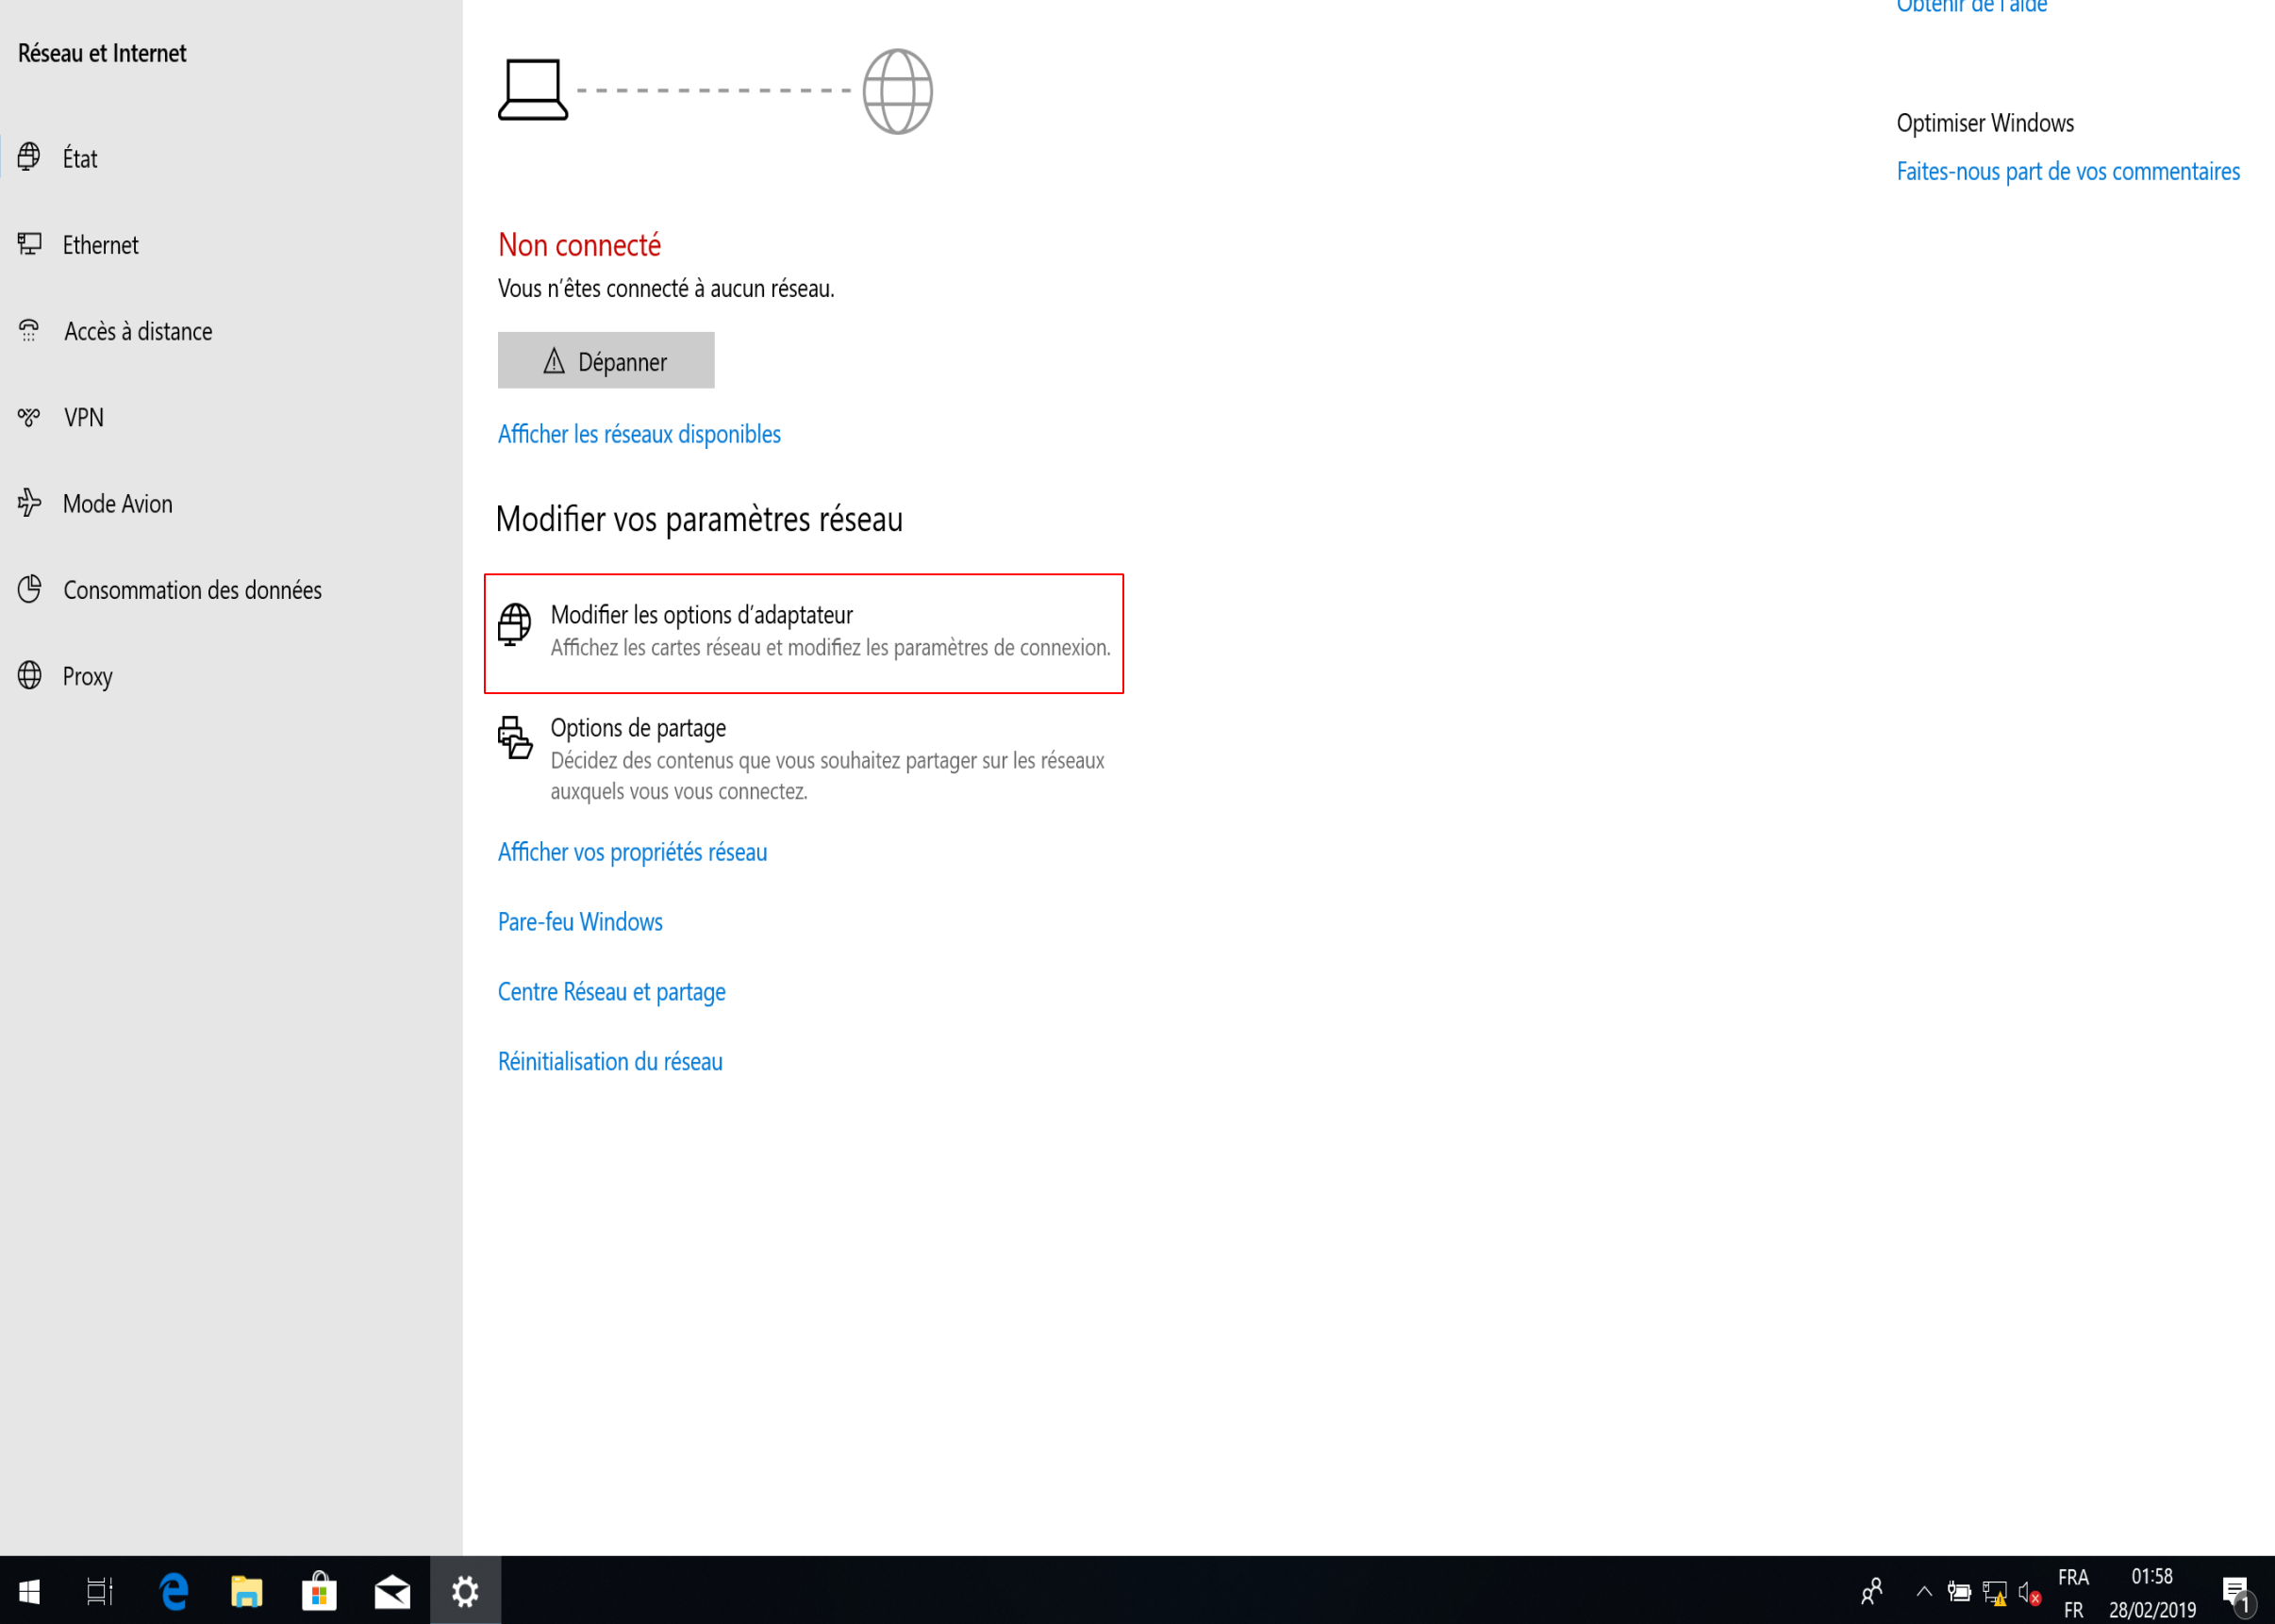 Réseau et Internet
État
Ethernet
Accès à distance
VPN
Mode Avion
Consommation des données
Proxy
Non connecté
Vous n'êtes connecté à aucun réseau.
Dépanner
Afficher les réseaux disponibles
Modifier vos paramètres réseau
Modifier les options d'adaptateur
Affichez les cartes réseau et modifiez les paramètres de connexion.
Options de partage
Décidez des contenus que vous souhaitez partager sur les réseaux
auxquels vous vous connectez.
Afficher vos propriétés réseau
Pare-feu Windows
Centre Réseau et partage
Réinitialisation du réseau
Obtenir de l'aide
Optimiser Windows
Faites-nous part de vos commentaires
FRA
FR
01:58
28/02/2019
1